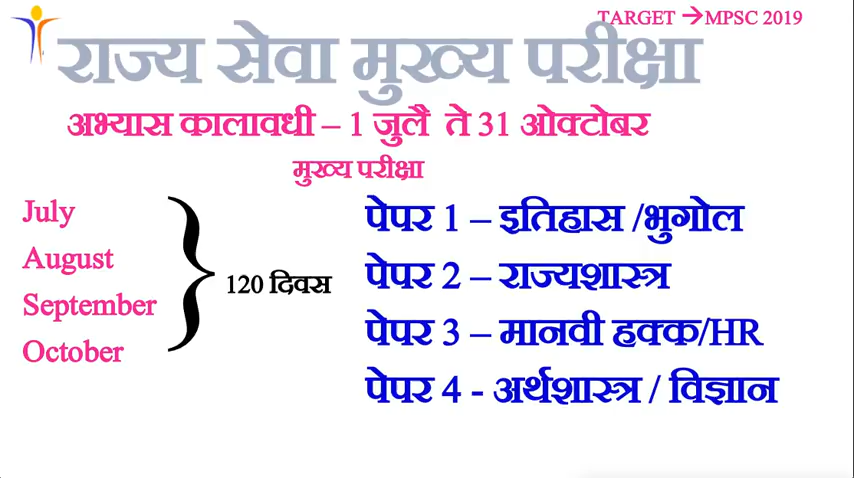 TARGET →MPSC 2019
राज्य सेवा मुख्य परीक्षा
अभ्यास कालावधी – 1 जुलै ते 31 ओक्टोबर
मुख्य परीक्षा
July
August
September
October
120 दिवस
पेपर 1 – इतिहास /भुगोल
पेपर 2 – राज्यशास्त्र
पेपर 3 – मानवी हक्क/HR
पेपर 4 - अर्थशास्त्र / विज्ञान